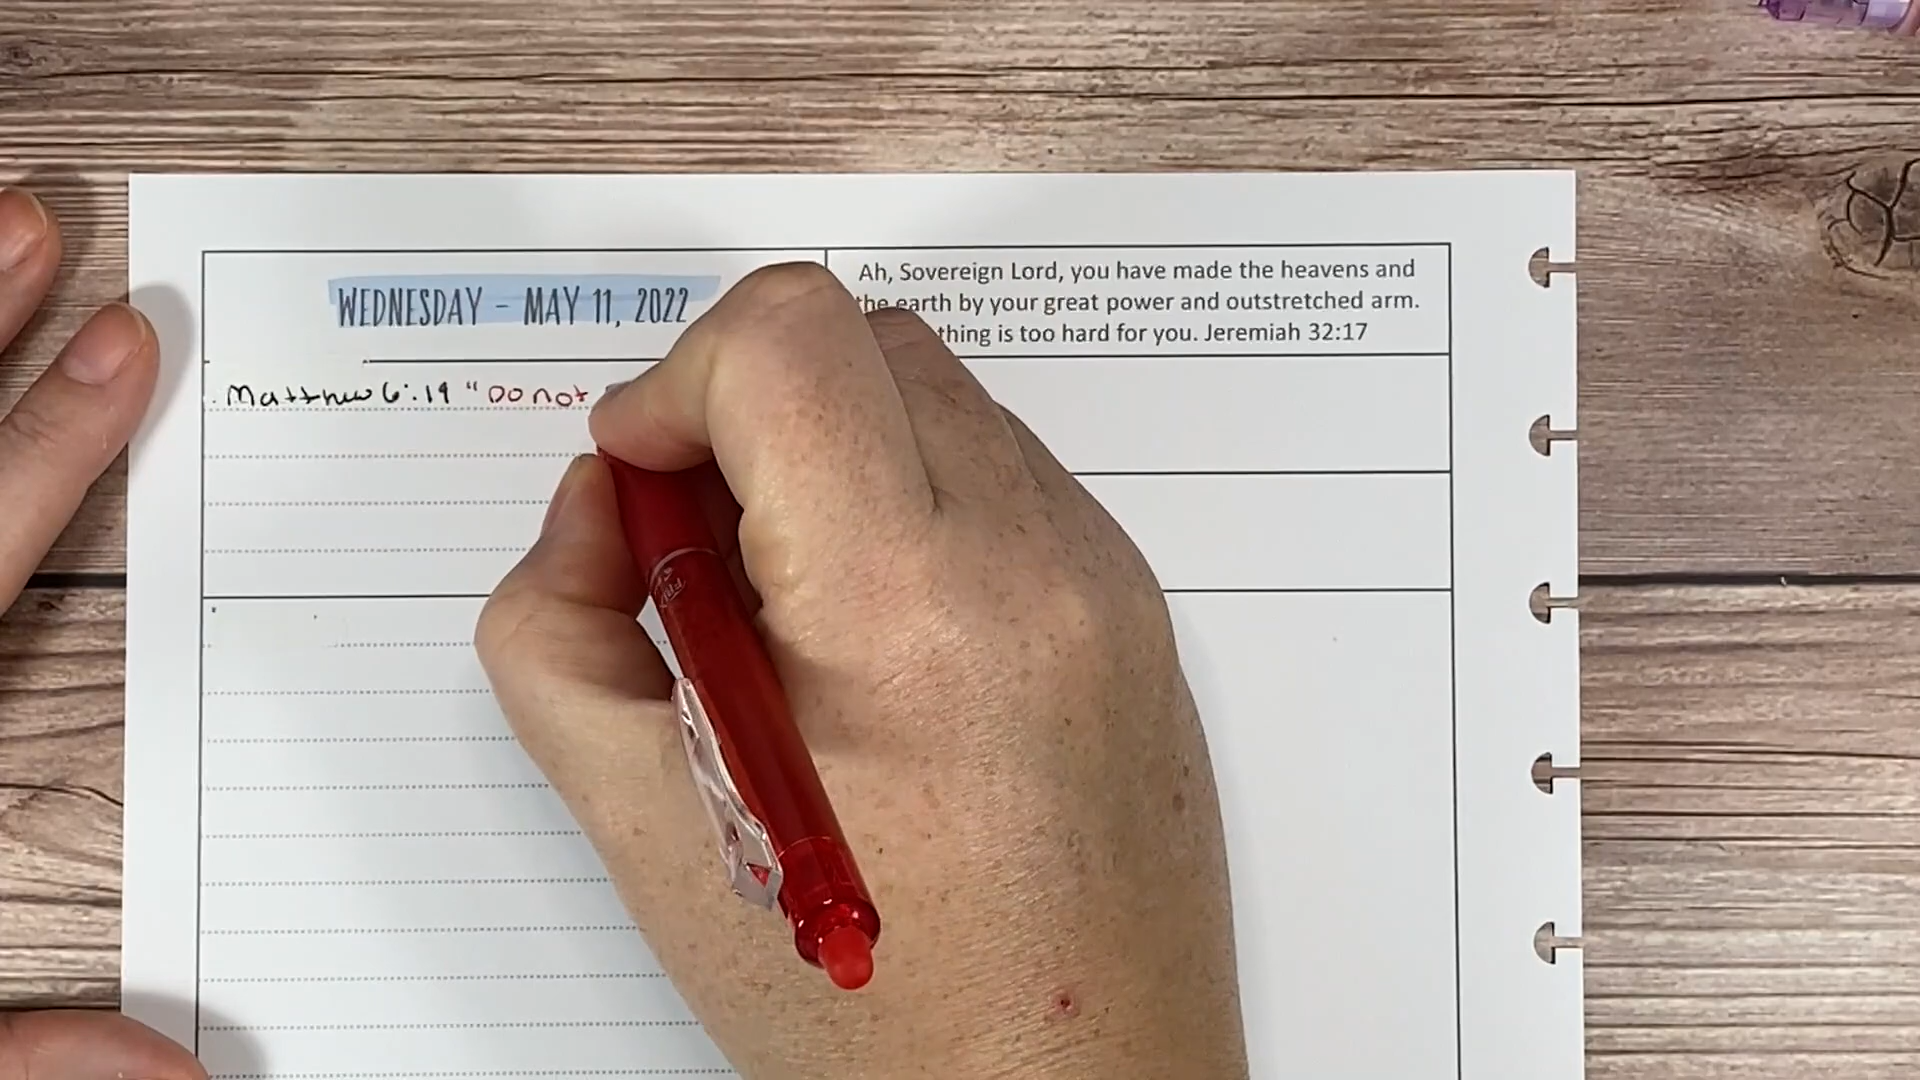 WEDNESDAY - MAY 11, 2022
Ah, Sovereign Lord, you have made the heavens and
the earth by your great power and outstretched arm.
thing is too hard for you. Jeremiah 32:17
Matthew 6:19 "Do not